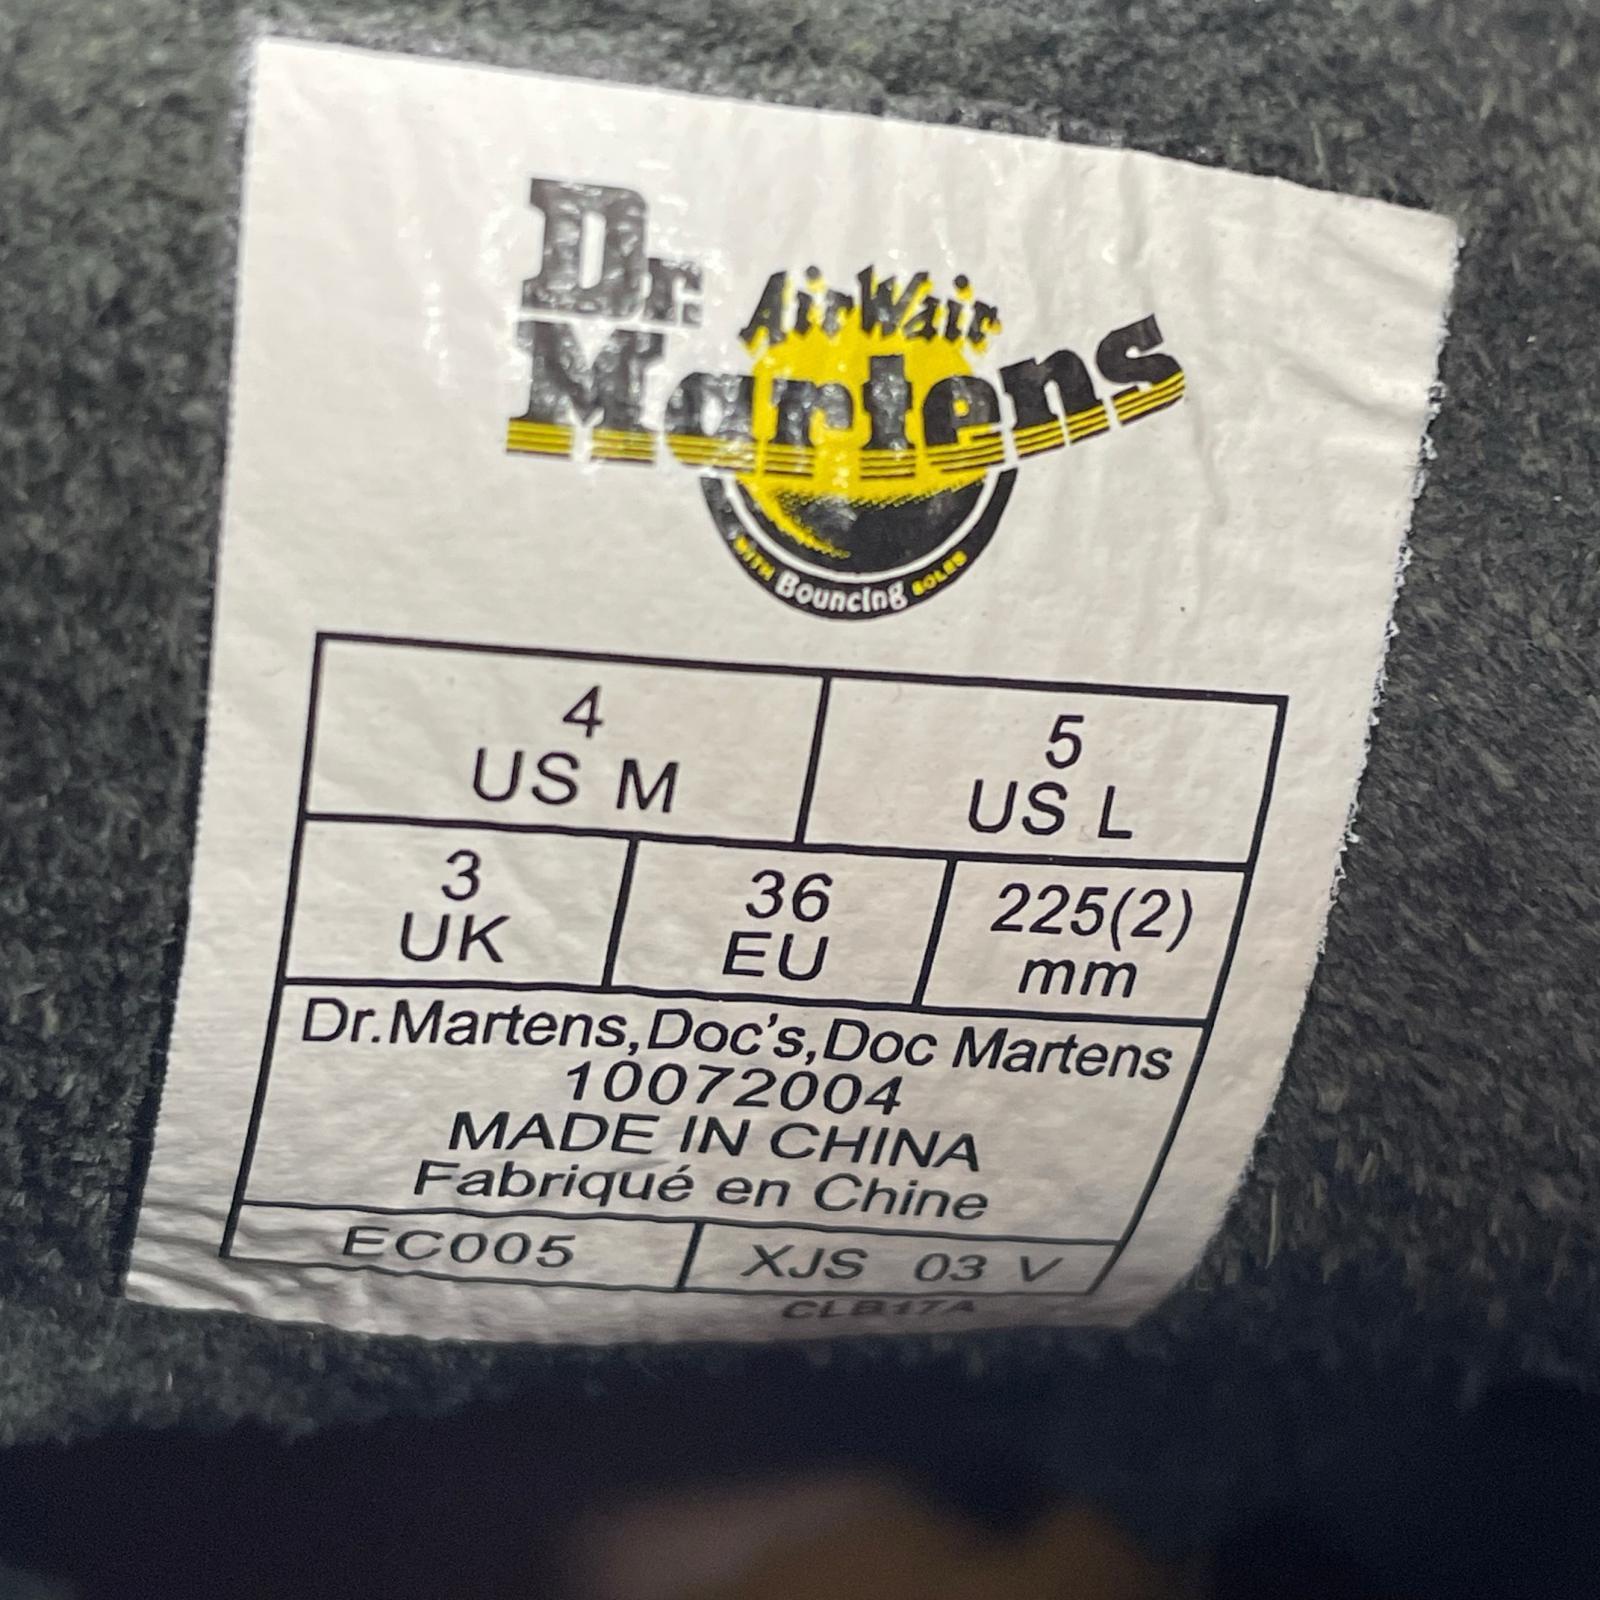 Dr.
AirWair
Martens
WITH Bouncing SOLES
4
US M
5
US L
3
UK
36
EU
225(2)
mm
Dr.Martens,Doc's,Doc Martens
10072004
MADE IN CHINA
Fabriqué en Chine
EC005
XJS 03 V
CLB17A